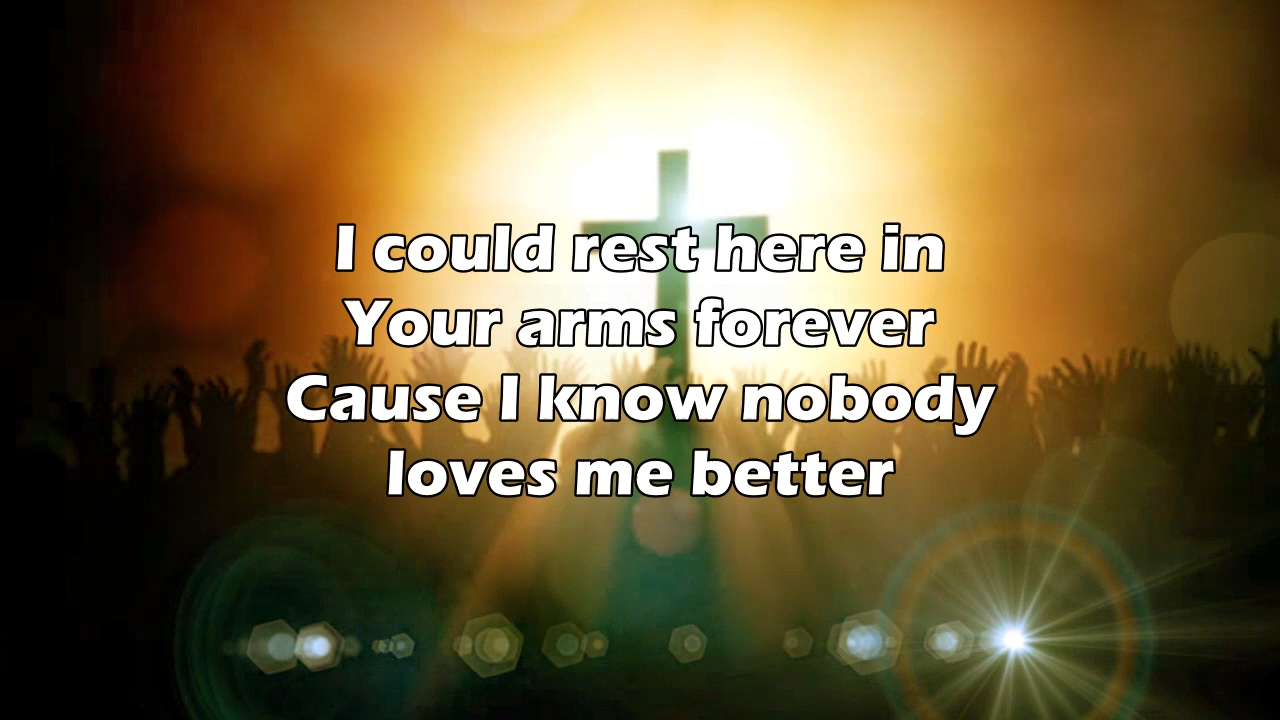 I could rest here in
Your arms forever
Cause I know nobody
loves me better